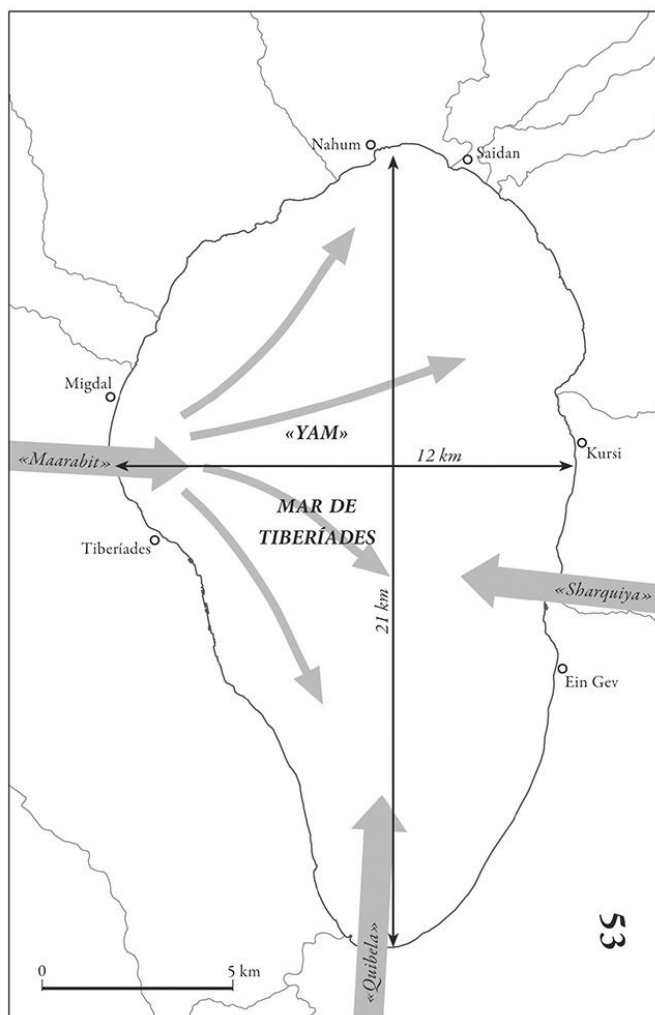 Nahum
Saidan
Migdal
«YAM»
Kursi
«Maarabit»
12 km
MAR DE
TIBERÍADES
Tiberíades
«Sharquiya»
21 km
Ein Gev
53
«Quibela»
0 5 km